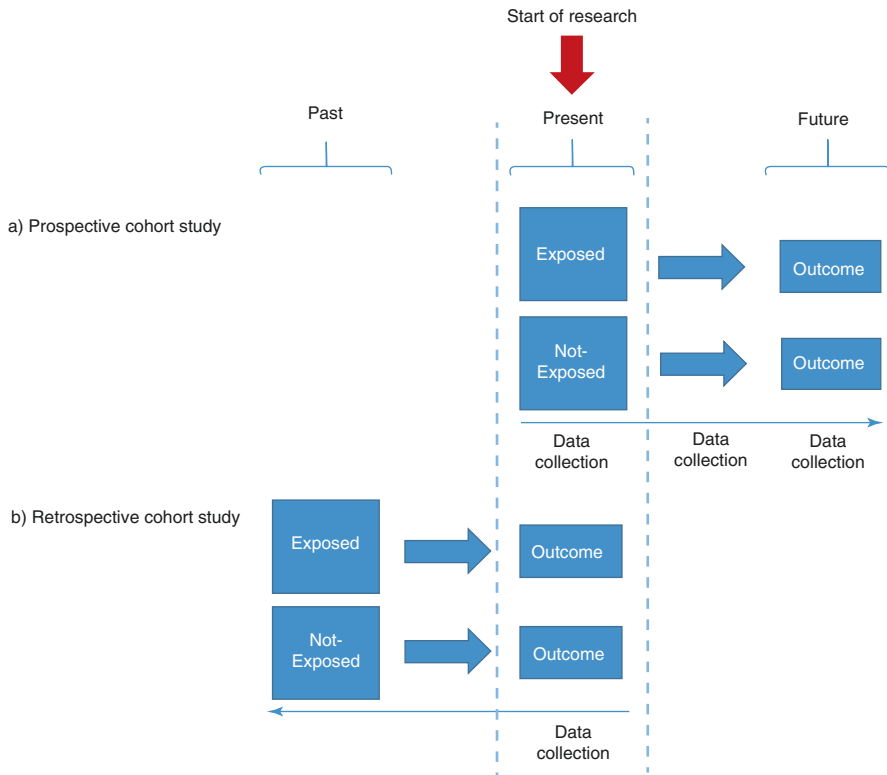 Start of research
Past
Present
Future
a) Prospective cohort study
Exposed
Outcome
Not-
Exposed
Outcome
Data
collection
Data
collection
Data
collection
b) Retrospective cohort study
Exposed
Outcome
Not-
Exposed
Outcome
Data
collection